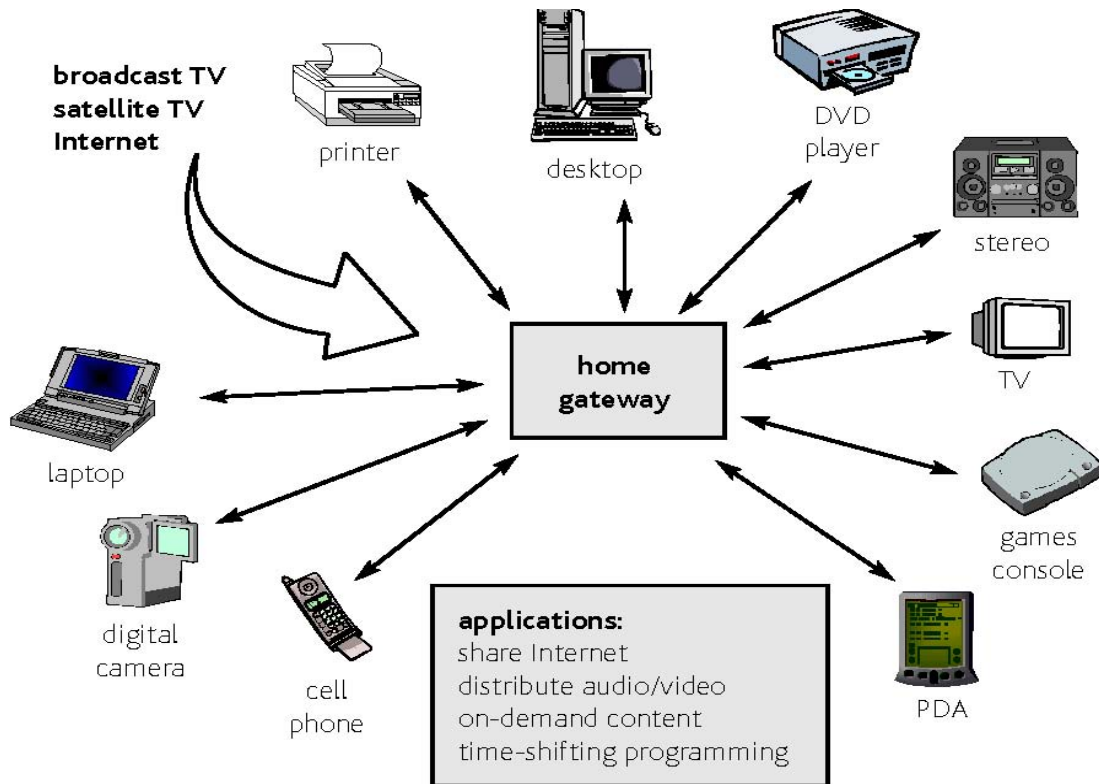 broadcast TV
satellite TV
Internet
printer
desktop
DVD
player
stereo
TV
home
gateway
laptop
games
console
digital
camera
cell
phone
applications:
share Internet
distribute audio/video
on-demand content
time-shifting programming
PDA